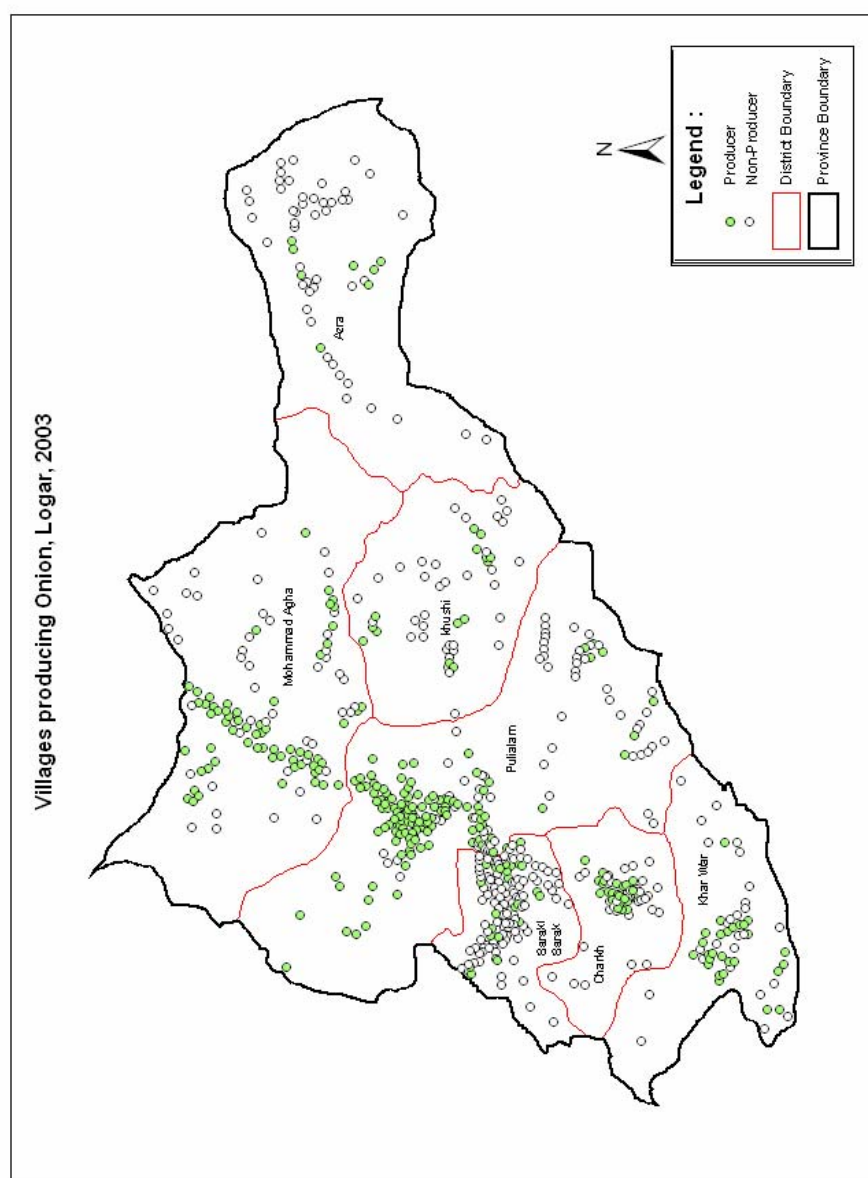 Villages producing Onion, Logar, 2003
N
Legend :
Producer
Non-Producer
District Boundary
Province Boundary
Azra
Mohammad Agha
khushi
Pulialam
Baraki
Barak
Charkh
Khar War